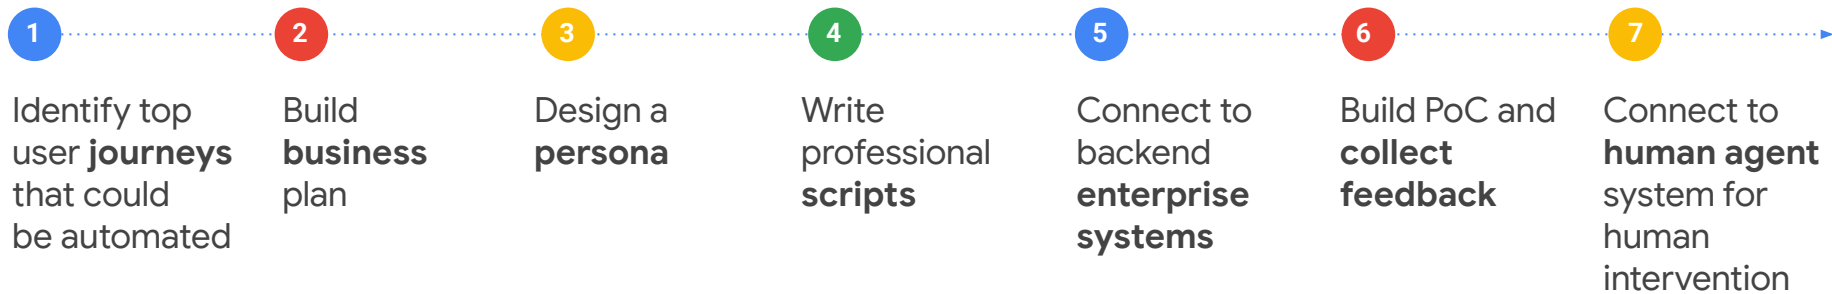 1
2
3
4
5
6
7
Identify top
user journeys
that could
be automated
Build
business
plan
Design a
persona
Write
professional
scripts
Connect to
backend
enterprise
systems
Build PoC and
collect
feedback
Connect to
human agent
system for
human
intervention